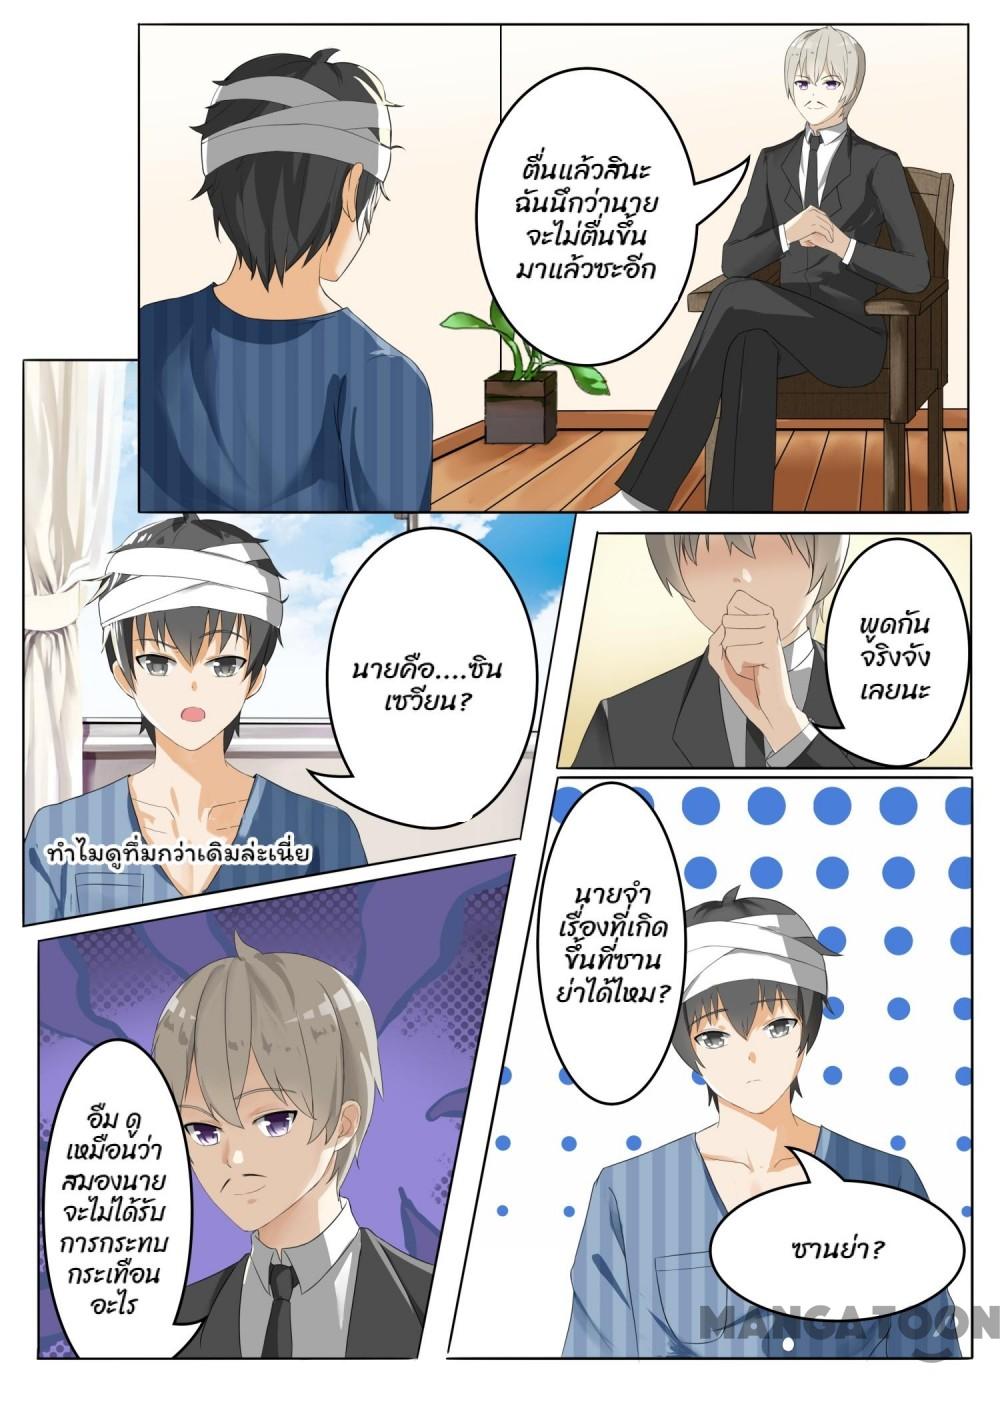 ตื่นแล้วสินะ
ฉันนึกว่านาย
จะไม่ตื่นขึ้น
มาแล้วซะอีก
นายคือ....ซิน
เซวียน?
ทำไมดูทึ่มกว่าเดิมล่ะเนี่ย
พูดกัน
จริงจัง
เลยนะ
อืม ดู
เหมือนว่า
สมองนาย
จะไม่ได้รับ
การกระทบ
กระเทือน
อะไร
นายจำ
เรื่องที่เกิด
ขึ้นที่ซาน
ย่าได้ไหม?
ซานย่า?
MANGATOON